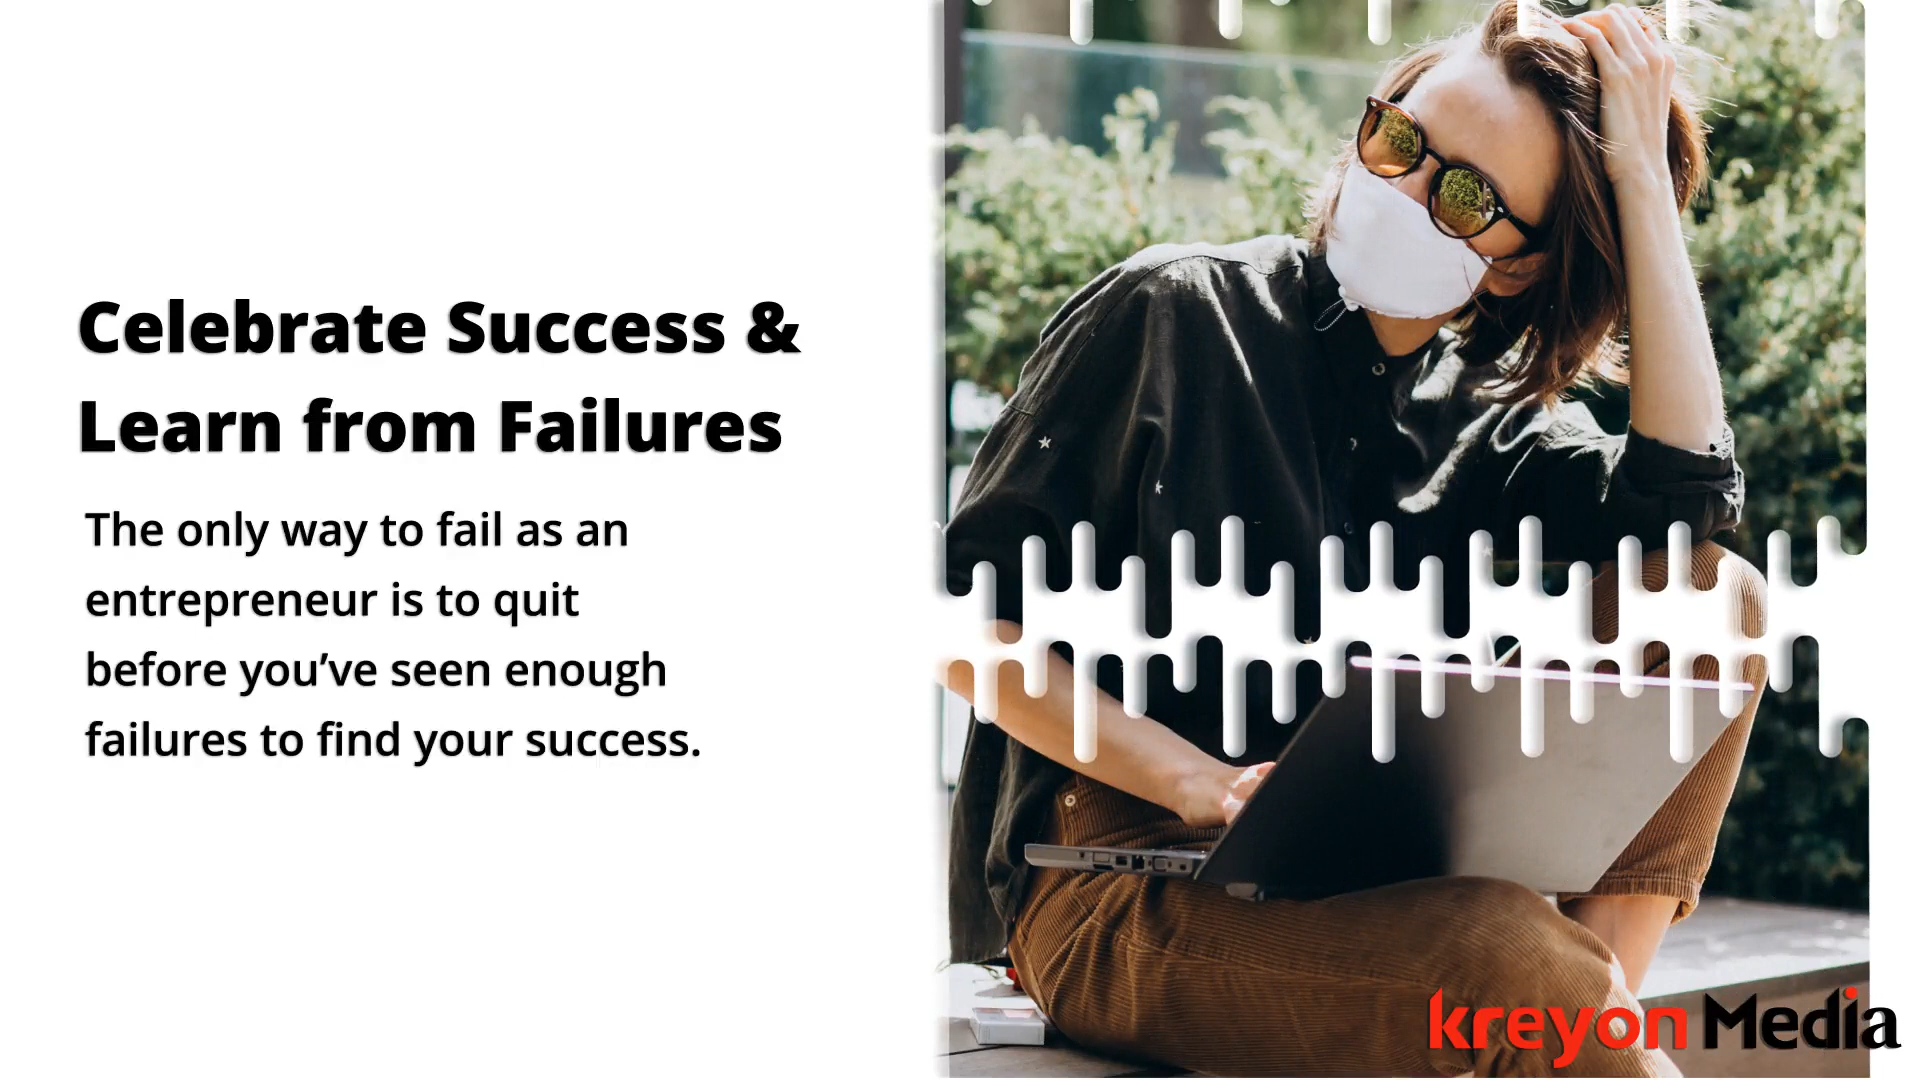 Celebrate Success &
Learn from Failures
The only way to fail as an
entrepreneur is to quit
before you’ve seen enough
failures to find your success.
kreyon Media